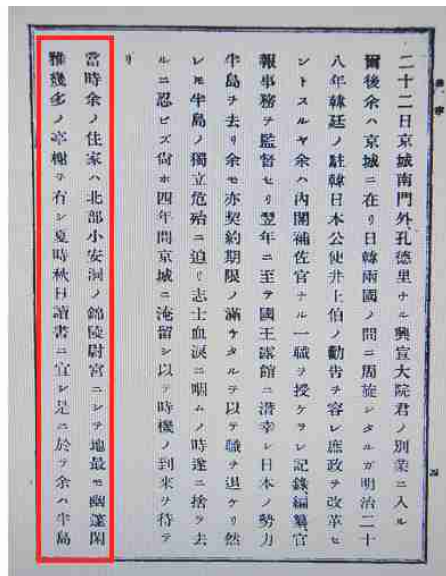 二十二日京城南門外孔德里ナル興宣大院君ノ別業ニ入ル
爾後余ハ京城ニ在リ日韓兩國ノ間ニ周旋シタルガ明治二十
八年韓廷ノ駐韓日本公使井上伯ノ勸告ヲ容レ庶政ヲ改革セ
ントスルヤ余ハ內閣補佐官ナル一職ヲ授ケラレ記錄編纂官
報事務ヲ監督セリ翌年ニ至テ國王露館ニ潛幸レ日本ノ勢力
半島ヲ去リ余モ亦契約期限ノ滿ケタルヲ以テ職ヲ退ケリ然
レモ半島ノ獨立危殆ニ迫リ志士血淚ニ咽ムノ時遂ニ捨テ去
ルニ忍ビズ尙ホ四年間京城ニ淹留シ以テ時機ノ到來ヲ待テ
リ
當時余ノ住家ハ北部小安洞ノ錦陵尉宮ニシテ地最モ幽邃閑
雅幾多ノ亭榭ヲ有シ夏時秋日讀書ニ宜シ是ニ於テ余ハ半島